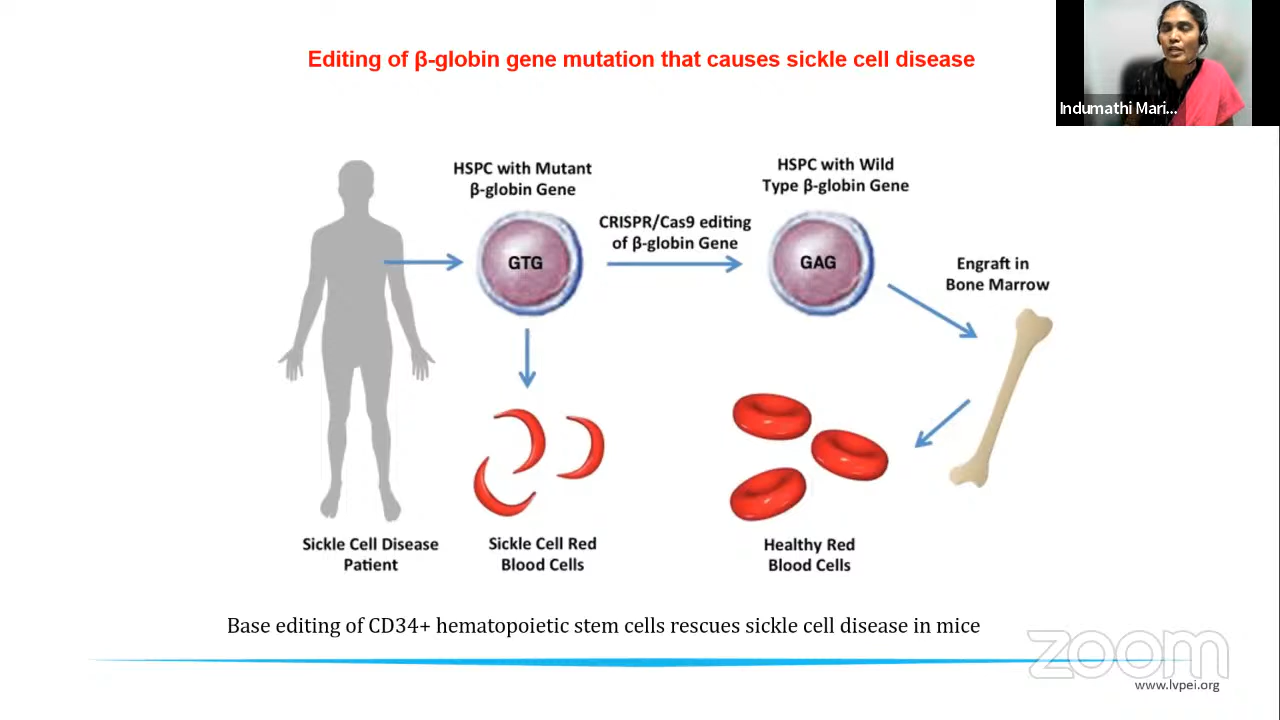 Editing of β-globin gene mutation that causes sickle cell disease
Indumathi Mari...
HSPC with Mutant
β-globin Gene
HSPC with Wild
Type β-globin Gene
CRISPR/Cas9 editing
of β-globin Gene
GTG
GAG
Engraft in
Bone Marrow
Sickle Cell Disease
Patient
Sickle Cell Red
Blood Cells
Healthy Red
Blood Cells
Base editing of CD34+ hematopoietic stem cells rescues sickle cell disease in mice
zoom
www.lvpei.org